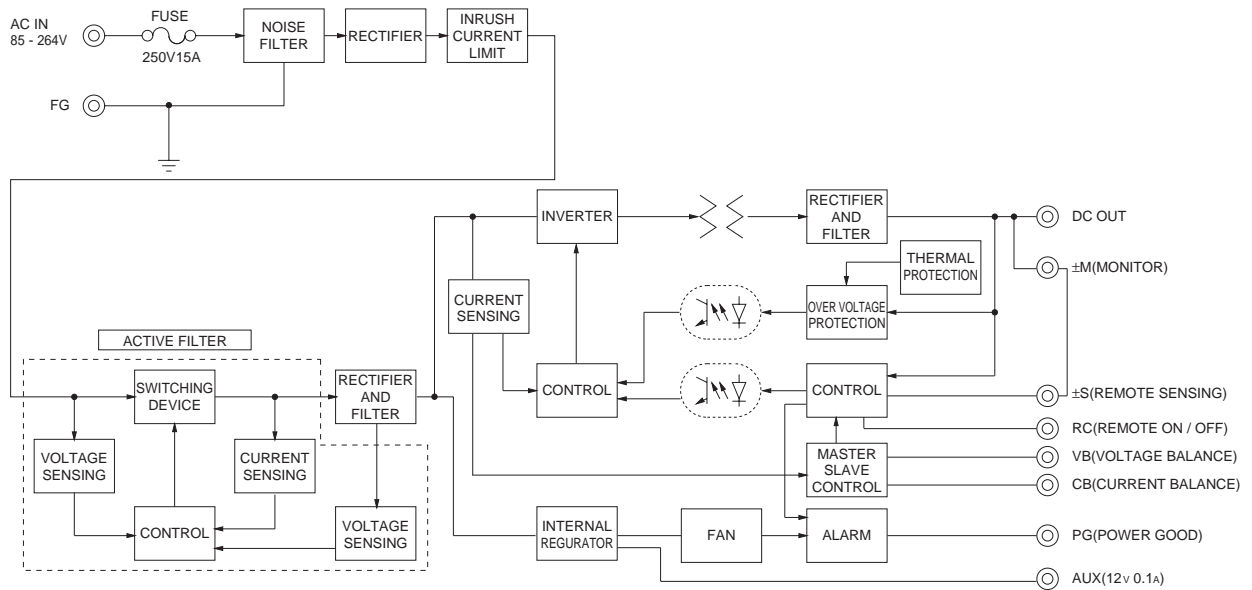 AC IN
85 - 264V
FUSE
250V15A
NOISE
FILTER
RECTIFIER
INRUSH
CURRENT
LIMIT
FG
INVERTER
RECTIFIER
AND
FILTER
DC OUT
THERMAL
PROTECTION
±M(MONITOR)
CURRENT
SENSING
OVER VOLTAGE
PROTECTION
ACTIVE FILTER
SWITCHING
DEVICE
RECTIFIER
AND
FILTER
CONTROL
CONTROL
±S(REMOTE SENSING)
RC(REMOTE ON / OFF)
VOLTAGE
SENSING
CURRENT
SENSING
MASTER
SLAVE
CONTROL
VB(VOLTAGE BALANCE)
CB(CURRENT BALANCE)
CONTROL
VOLTAGE
SENSING
INTERNAL
REGURATOR
FAN
ALARM
PG(POWER GOOD)
AUX(12V 0.1A)